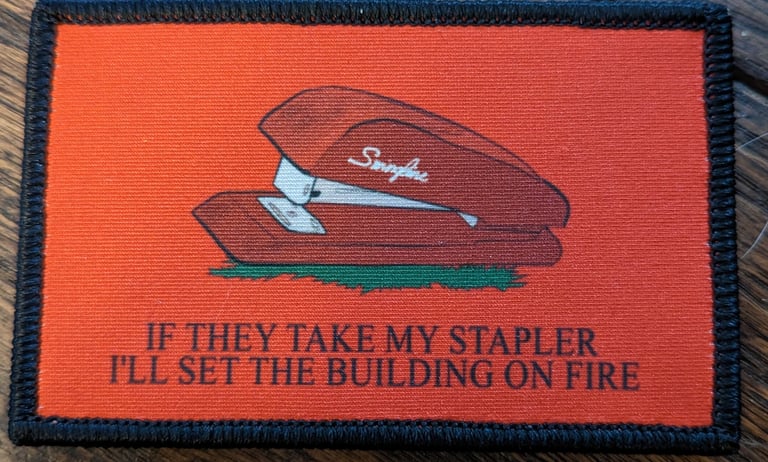 Swingline
IF THEY TAKE MY STAPLER
I'LL SET THE BUILDING ON FIRE